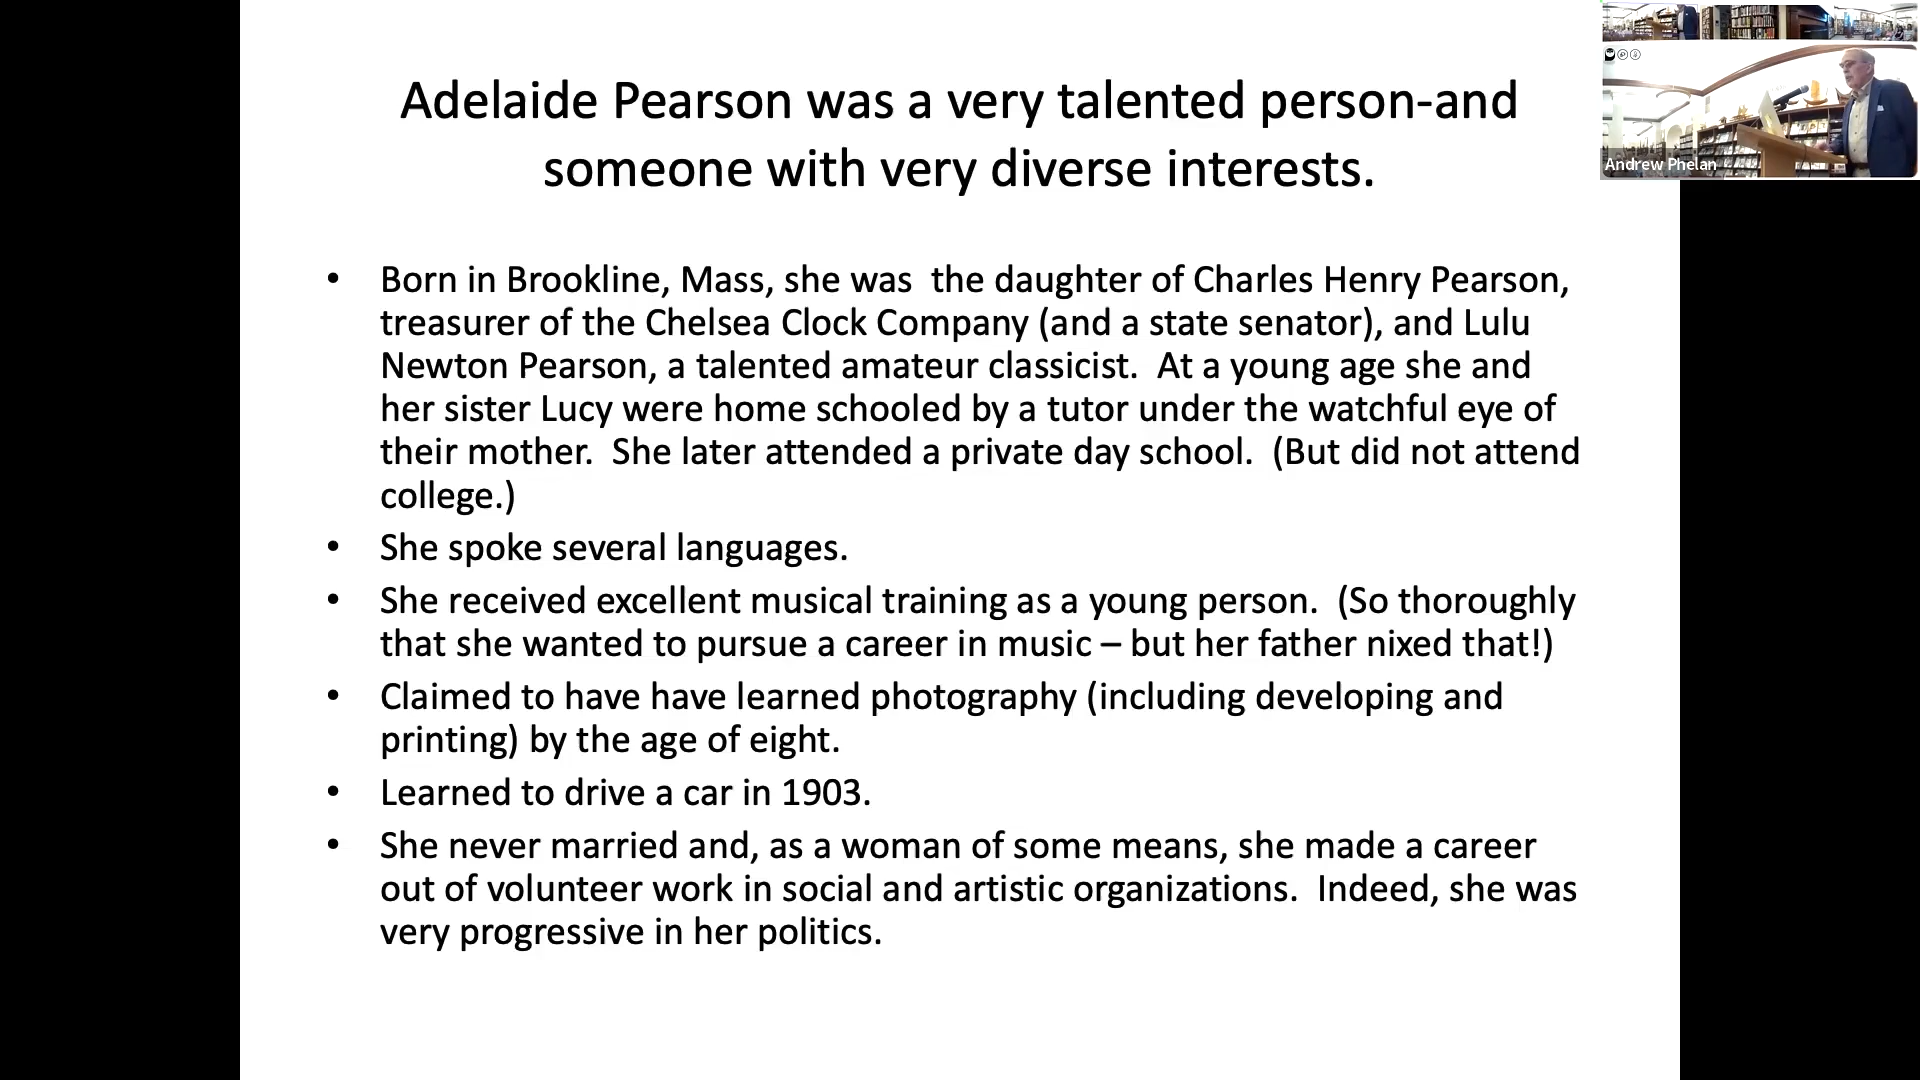 Adelaide Pearson was a very talented person-and
someone with very diverse interests.
• Born in Brookline, Mass, she was  the daughter of Charles Henry Pearson,
treasurer of the Chelsea Clock Company (and a state senator), and Lulu
Newton Pearson, a talented amateur classicist.  At a young age she and
her sister Lucy were home schooled by a tutor under the watchful eye of
their mother.  She later attended a private day school.  (But did not attend
college.)
• She spoke several languages.
• She received excellent musical training as a young person.  (So thoroughly
that she wanted to pursue a career in music – but her father nixed that!)
• Claimed to have have learned photography (including developing and
printing) by the age of eight.
• Learned to drive a car in 1903.
• She never married and, as a woman of some means, she made a career
out of volunteer work in social and artistic organizations.  Indeed, she was
very progressive in her politics.
Andrew Phelan